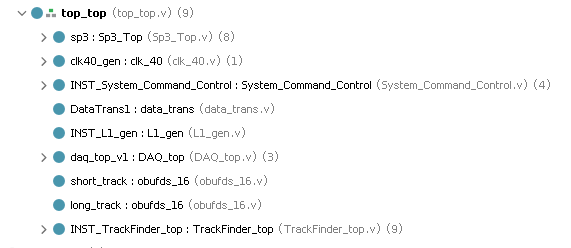 top_top (top_top.v) (9)
sp3 : Sp3_Top (Sp3_Top.v) (8)
clk40_gen : clk_40 (clk_40.v) (1)
INST_System_Command_Control : System_Command_Control (System_Command_Control.v) (4)
DataTrans1 : data_trans (data_trans.v)
INST_L1_gen : L1_gen (L1_gen.v)
daq_top_v1 : DAQ_top (DAQ_top.v) (3)
short_track : obufds_16 (obufds_16.v)
long_track : obufds_16 (obufds_16.v)
INST_TrackFinder_top : TrackFinder_top (TrackFinder_top.v) (9)